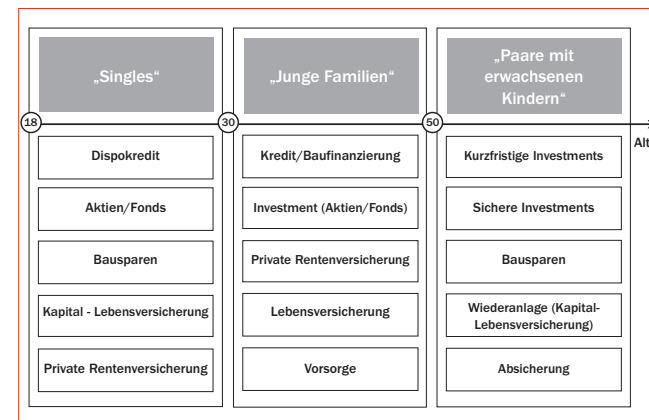 „Singles“
„Junge Familien“
„Paare mit
erwachsenen
Kindern“
18
30
50
Alt
Dispokredit
Aktien/Fonds
Bausparen
Kapital - Lebensversicherung
Private Rentenversicherung
Kredit/Baufinanzierung
Investment (Aktien/Fonds)
Private Rentenversicherung
Lebensversicherung
Vorsorge
Kurzfristige Investments
Sichere Investments
Bausparen
Wiederanlage (Kapital-
Lebensversicherung)
Absicherung